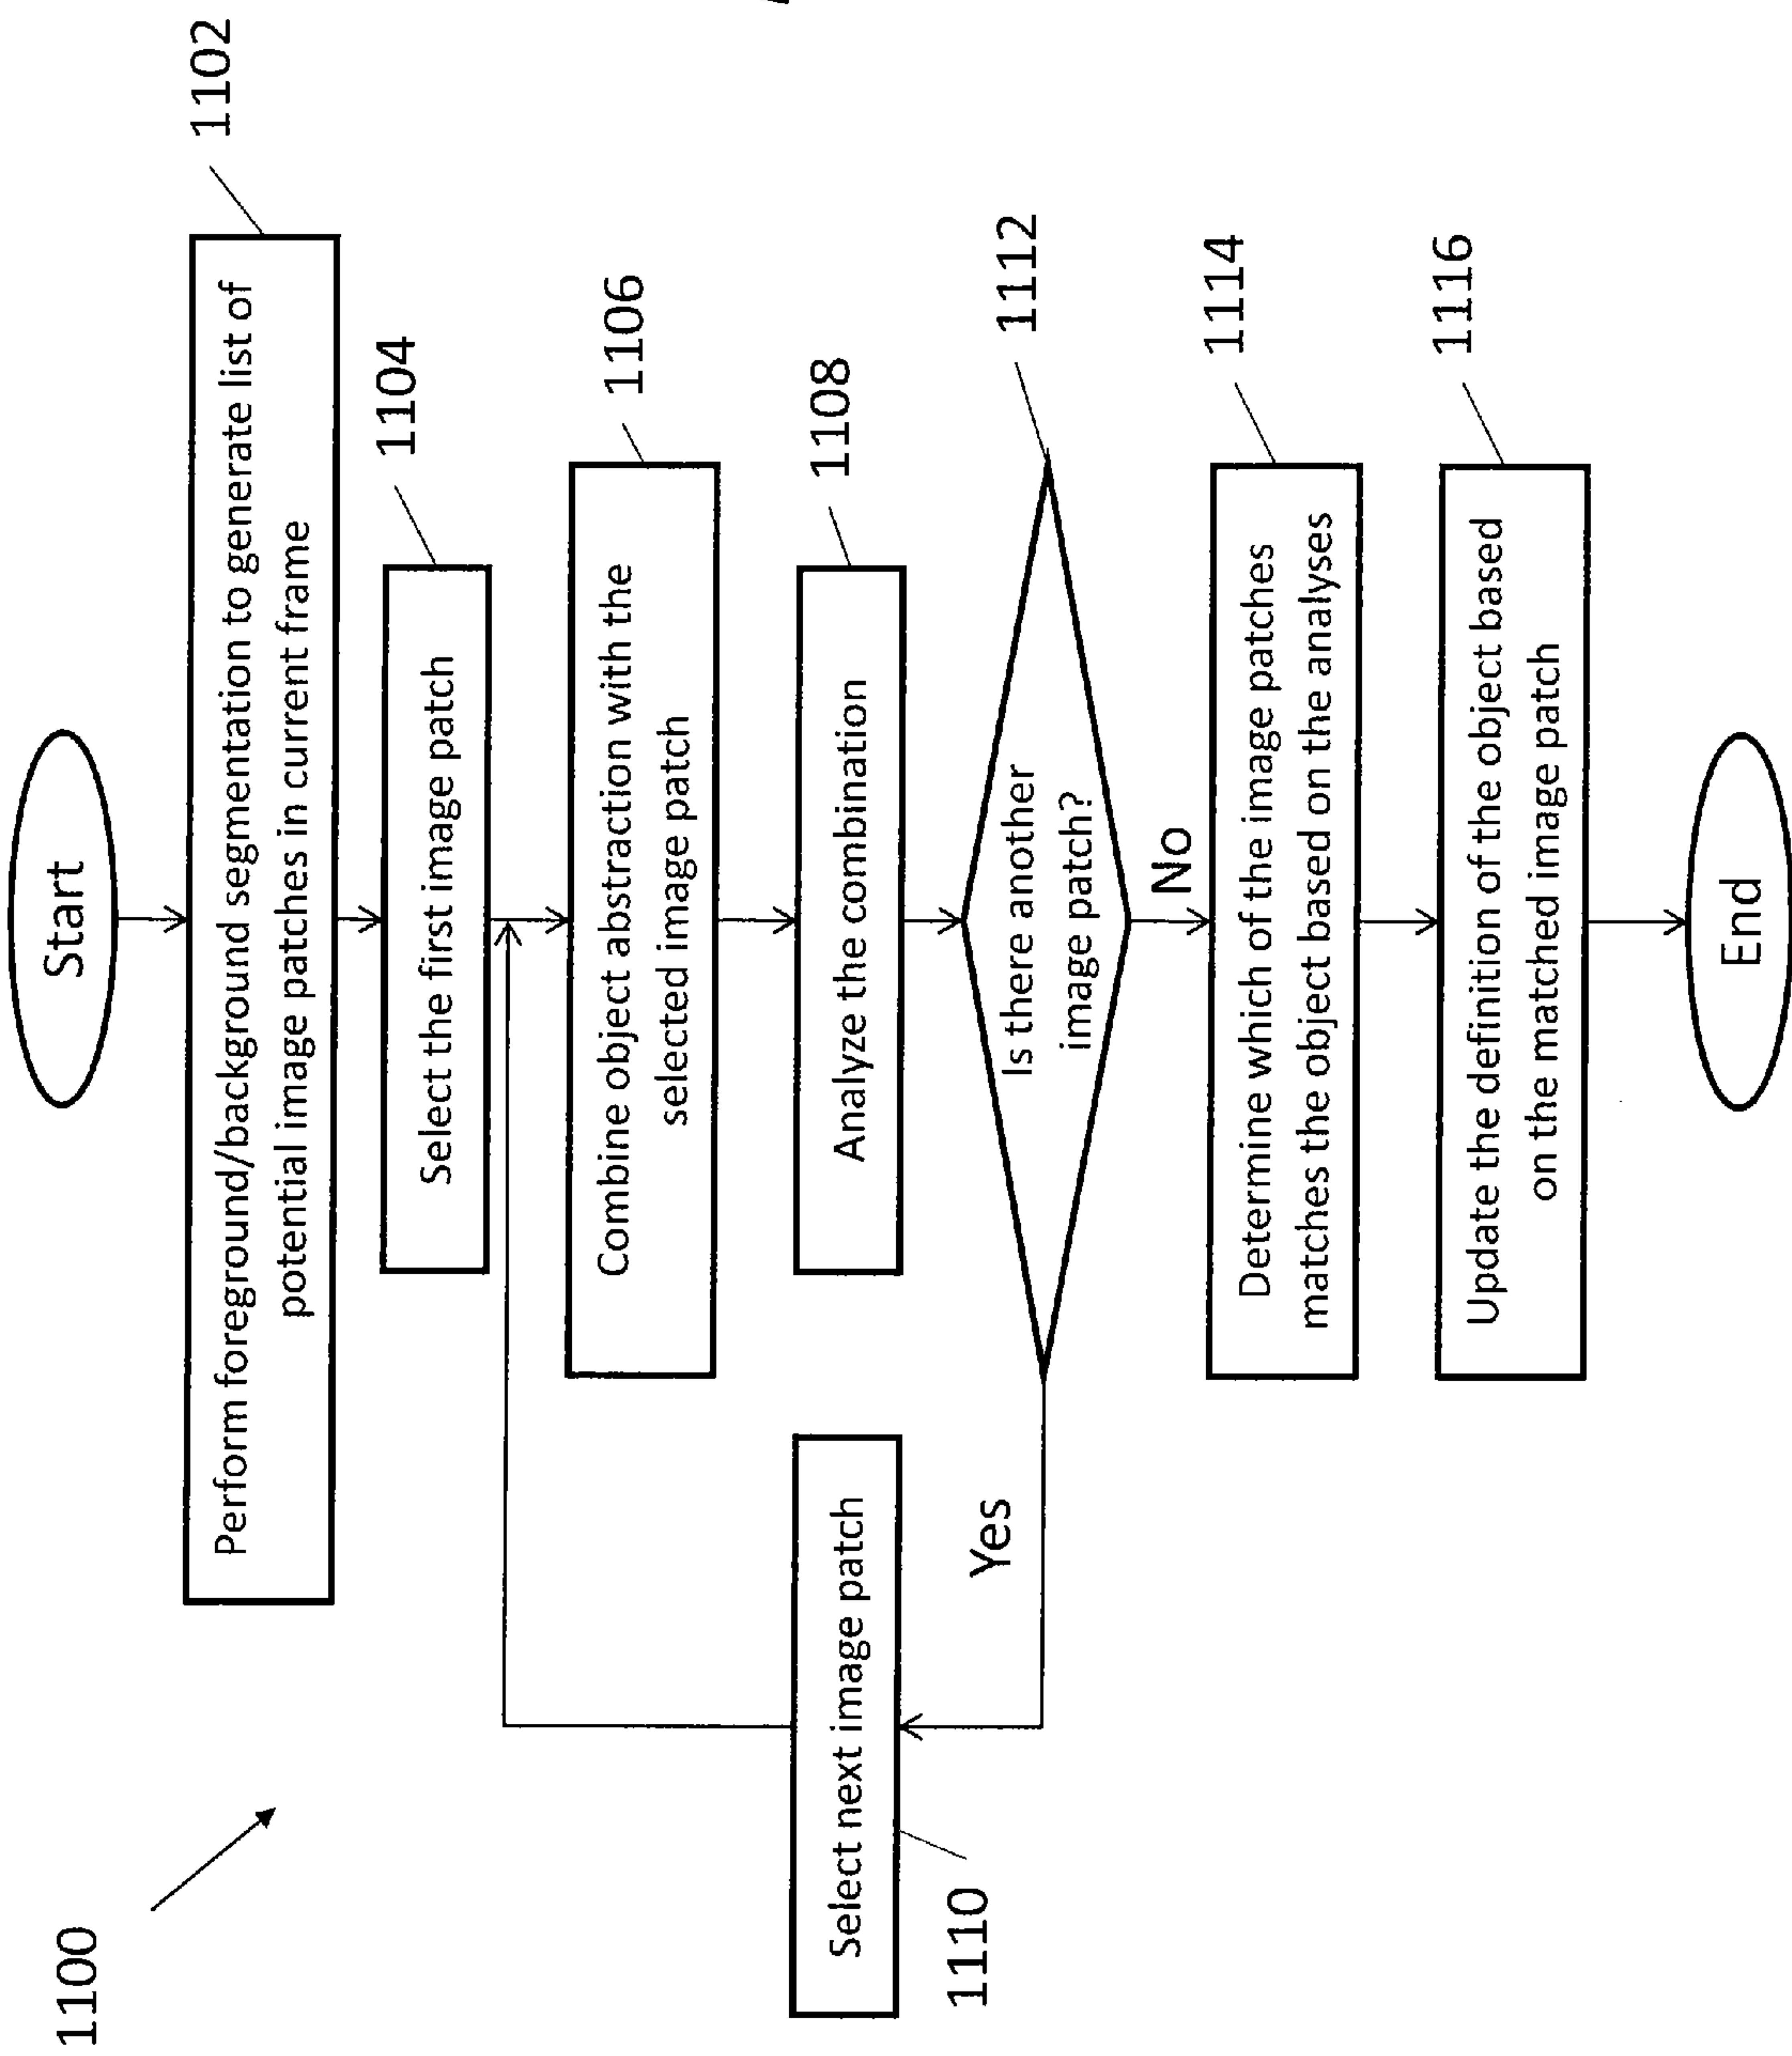 1100
Start
Perform foreground/background segmentation to generate list of
potential image patches in current frame
1102
Select the first image patch
1104
Combine object abstraction with the
selected image patch
1106
Analyze the combination
1108
Select next image patch
1110
Is there another
image patch?
1112
Yes
No
Determine which of the image patches
matches the object based on the analyses
1114
Update the definition of the object based
on the matched image patch
1116
End